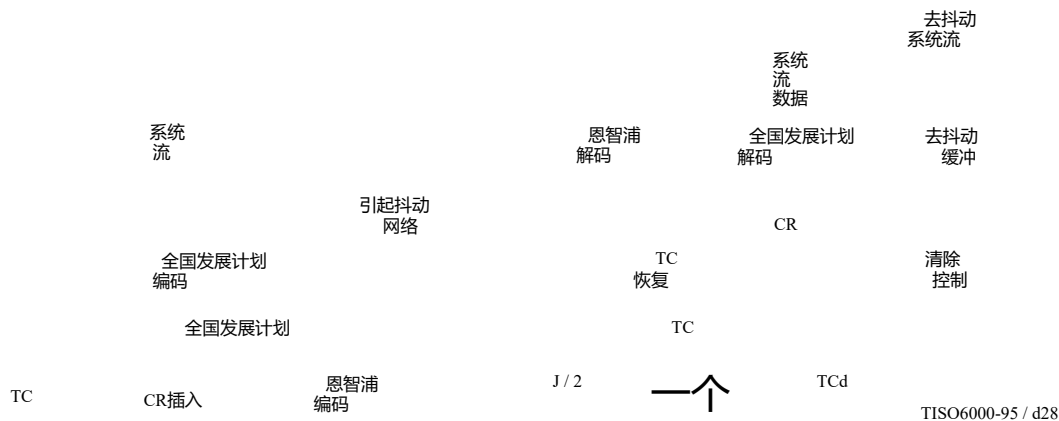 去抖动
系统流
系统
流
数据
系统
流
恩智浦
解码
全国发展计划
解码
去抖动
缓冲
引起抖动
网络
CR
全国发展计划
编码
TC
恢复
清除
控制
全国发展计划
TC
TC
CR插入
恩智浦
编码
J / 2
一个
TCd
TISO6000-95 / d28